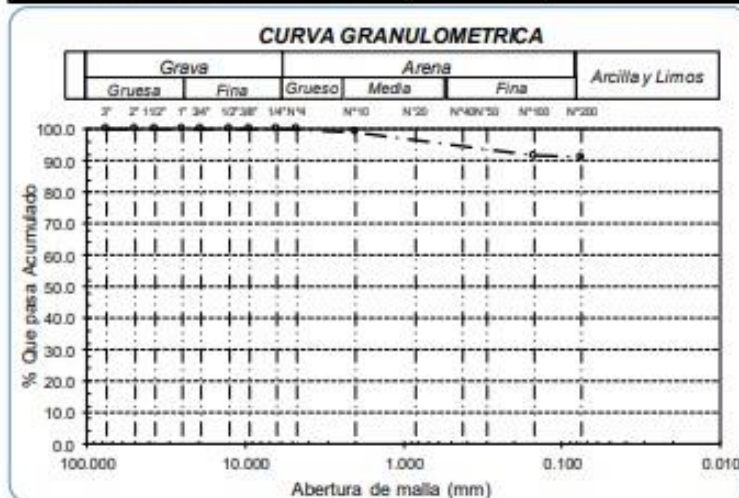 CURVA GRANULOMETRICA
Grava Arena Arcilla y Limos
Gruesa Fina Grueso Media Fina
3" 2" 1 1/2" 1" 3/4" 1/2" 3/8" 1/4" N°4 N°10 N°20 N°40 N°50 N°100 N°200
100.0
90.0
80.0
70.0
60.0
50.0
40.0
30.0
20.0
10.0
0.0
% Que pasa Acumulado
100.000 10.000 1.000 0.100 0.010
Abertura de malla (mm)